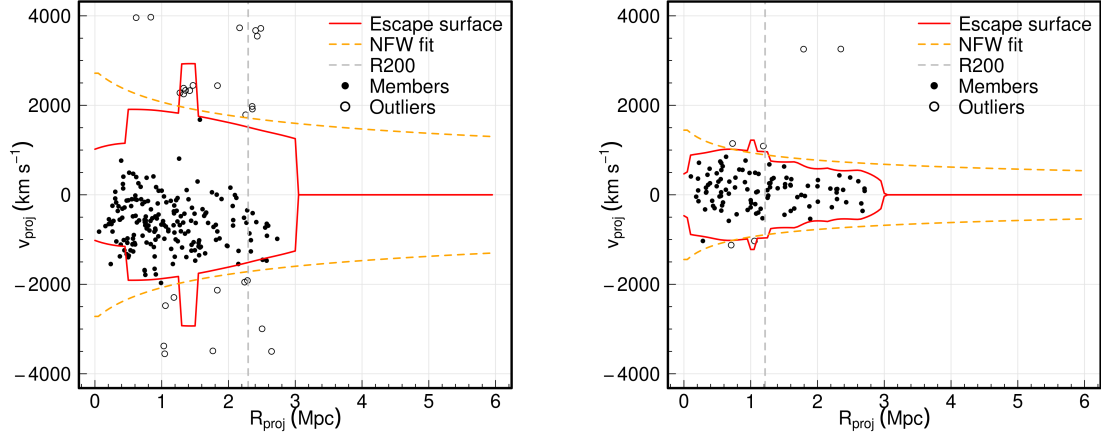 4000
2000
0
−2000
−4000
v_proj (km s⁻¹)
0 1 2 3 4 5 6
R_proj (Mpc)
Escape surface
NFW fit
R200
Members
Outliers
4000
2000
0
−2000
−4000
v_proj (km s⁻¹)
0 1 2 3 4 5 6
R_proj (Mpc)
Escape surface
NFW fit
R200
Members
Outliers